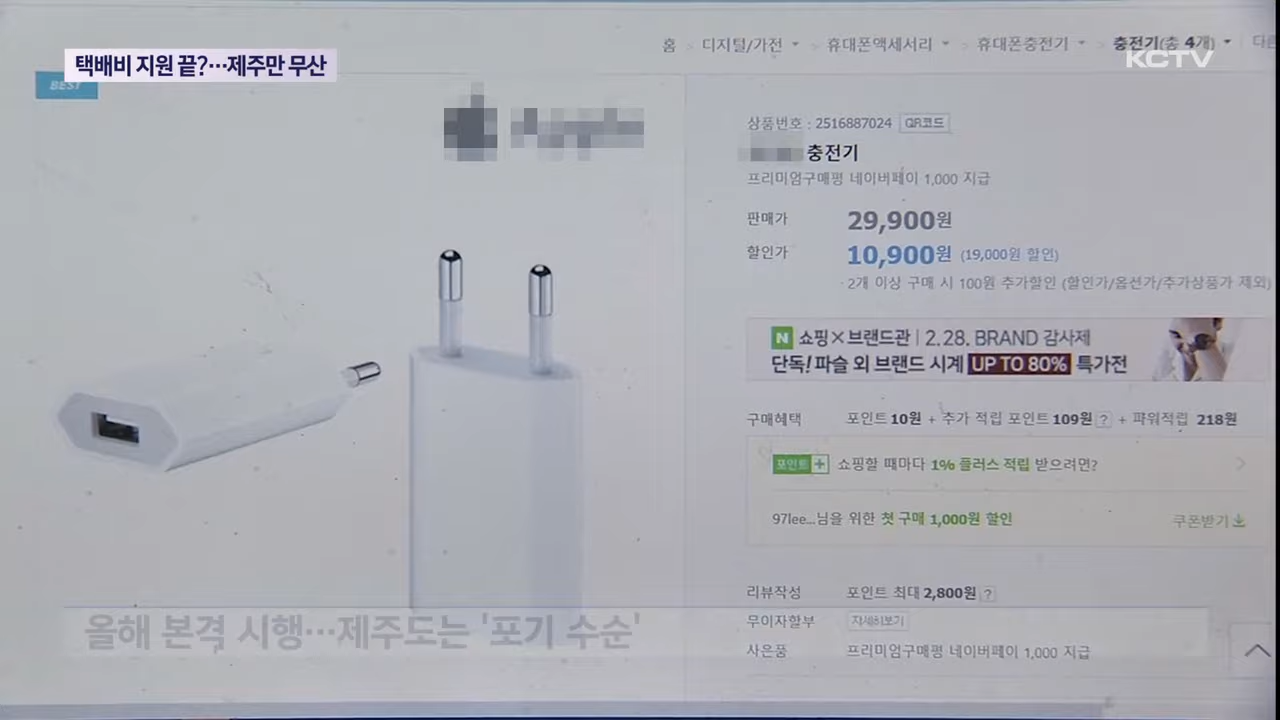 홈 > 디지털/가전 > 휴대폰액세서리 > 휴대폰충전기 > 충전기(총 4개)
KCTV
택배비 지원 끝?…제주만 무산
BEST
상품번호 : 2516887024 QR코드
충전기
프리미엄구매평 네이버페이 1,000 지급
판매가 29,900원
할인가 10,900원 (19,000원 할인)
· 2개 이상 구매 시 100원 추가할인 (할인가/옵션가/추가상품가 제외)
N 쇼핑×브랜드관 | 2.28. BRAND 감사제
단독! 파슬 외 브랜드 시계 UP TO 80% 특가전
구매혜택 포인트 10원 + 추가 적립 포인트 109원 ? + 파워적립 218원
포인트+ 쇼핑할 때마다 1% 플러스 적립 받으려면?
97lee...님을 위한 첫 구매 1,000원 할인 쿠폰받기
리뷰작성 포인트 최대 2,800원 ?
무이자할부 자세히보기
올해 본격 시행…제주도는 '포기 수순'
사은품 프리미엄구매평 네이버페이 1,000 지급